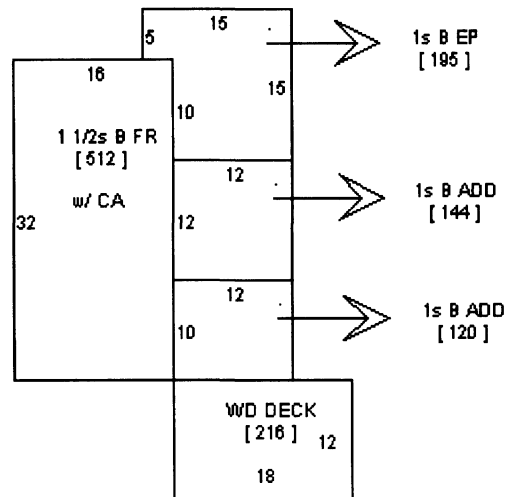 15
5
1s B EP
[ 195 ]
16
15
10
1 1/2s B FR
[ 512 ]
12
w/ CA
1s B ADD
[ 144 ]
32
12
12
1s B ADD
[ 120 ]
10
WD DECK
[ 216 ]
12
18